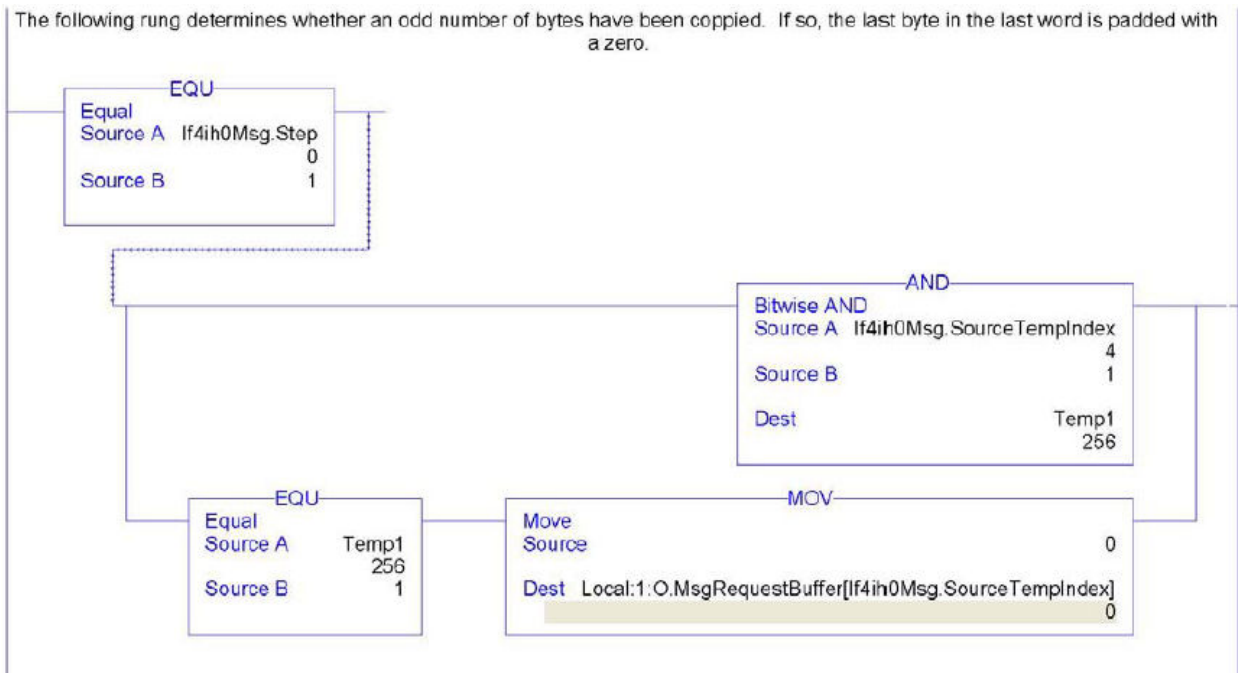 The following rung determines whether an odd number of bytes have been coppied. If so, the last byte in the last word is padded with
a zero.
EQU
Equal
Source A If4ih0Msg.Step
0
Source B 1
AND
Bitwise AND
Source A If4ih0Msg.SourceTempIndex
4
Source B 1
Dest Temp1
256
EQU
Equal
Source A Temp1
256
Source B 1
MOV
Move
Source 0
Dest Local:1:O.MsgRequestBuffer[If4ih0Msg.SourceTempIndex]
0